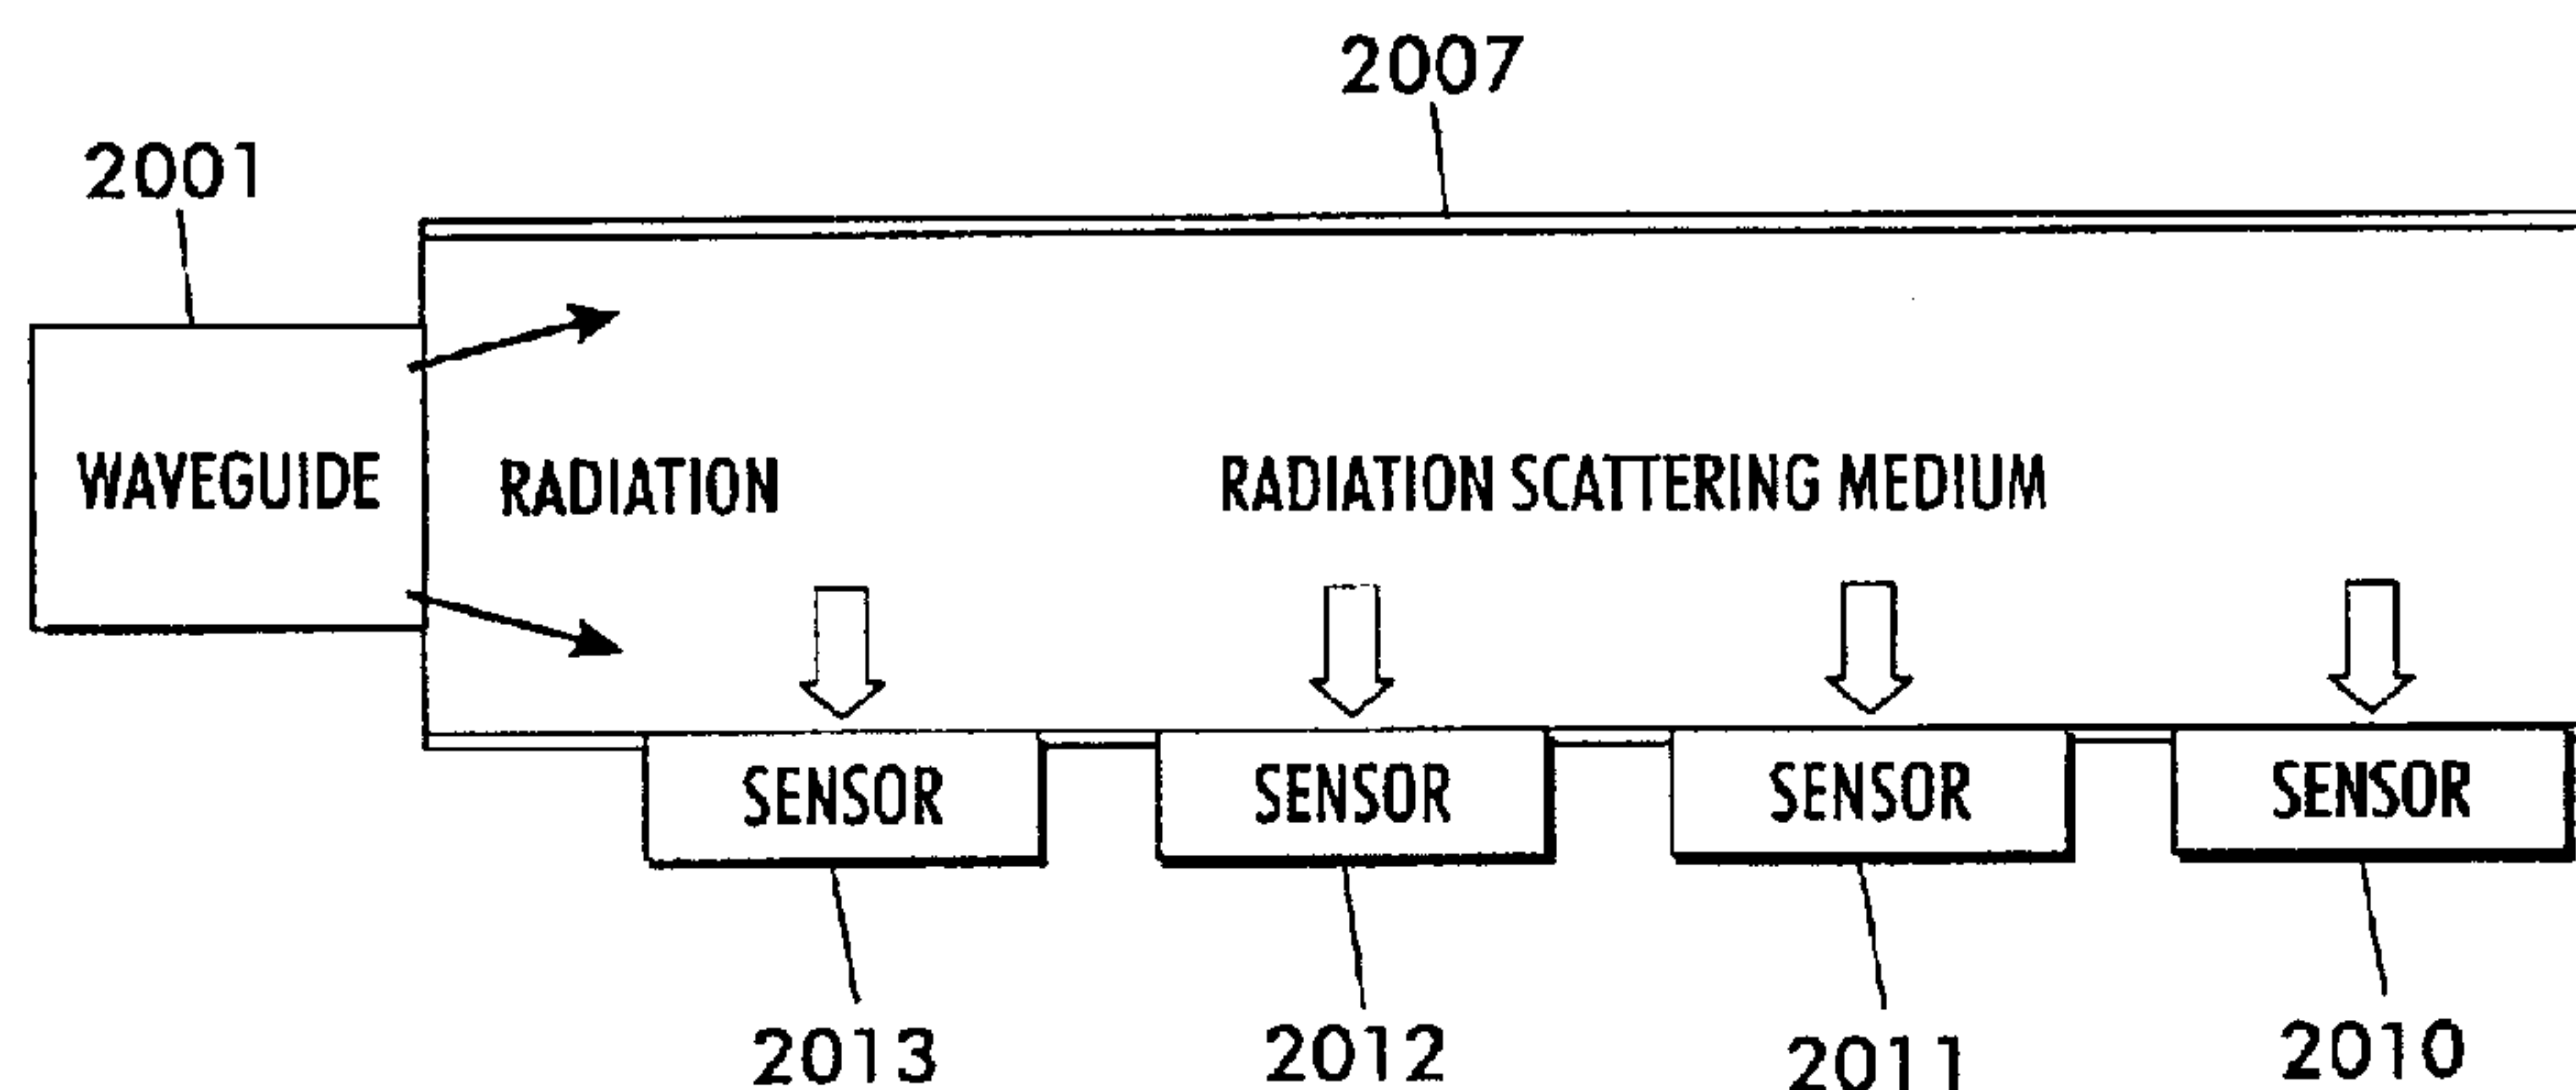 2007
2001
WAVEGUIDE
RADIATION
RADIATION SCATTERING MEDIUM
SENSOR
SENSOR
SENSOR
SENSOR
2013
2012
2011
2010